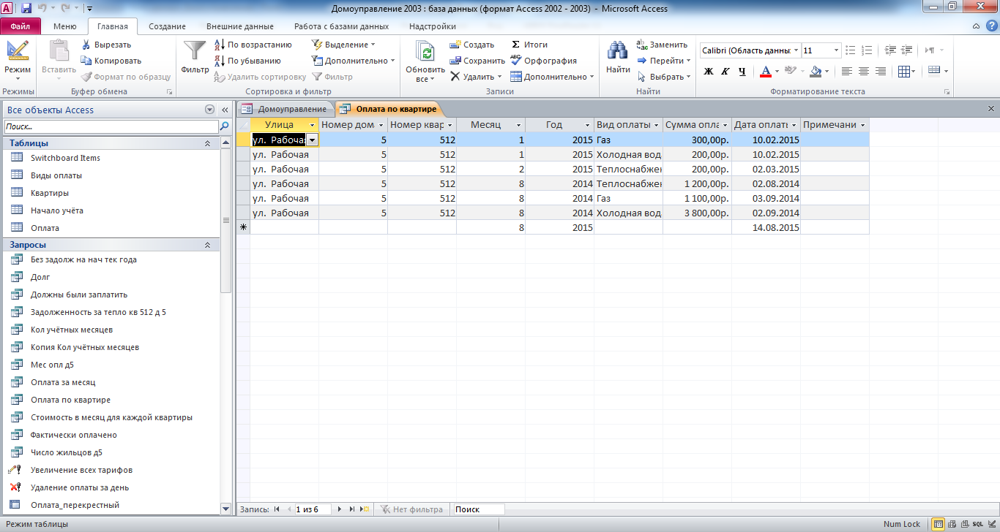 Домоуправление 2003 : база данных (формат Access 2002 - 2003) - Microsoft Access
Файл Меню Главная Создание Внешние данные Работа с базами данных Надстройки
Режим
Режимы
Вставить
Вырезать
Копировать
Формат по образцу
Буфер обмена
Фильтр
По возрастанию
По убыванию
Удалить сортировку
Выделение
Дополнительно
Фильтр
Сортировка и фильтр
Обновить
все
Создать
Сохранить
Удалить
Итоги
Орфография
Дополнительно
Записи
Найти
Заменить
Перейти
Выбрать
Найти
Calibri (Область данны 11
Ж К Ч
Форматирование текста
Все объекты Access
Поиск...
Таблицы
Switchboard Items
Виды оплаты
Квартиры
Начало учёта
Оплата
Запросы
Без задолж на нач тек года
Долг
Должны были заплатить
Задолженность за тепло кв 512 д 5
Кол учётных месяцев
Копия Кол учётных месяцев
Мес опл д5
Оплата за месяц
Оплата по квартире
Стоимость в месяц для каждой квартиры
Фактически оплачено
Число жильцов д5
Увеличение всех тарифов
Удаление оплаты за день
Оплата_перекрестный
Домоуправление Оплата по квартире
Улица Номер дом Номер квар Месяц Год Вид оплаты Сумма опла Дата оплать Примечани
ул. Рабочая 5 512 1 2015 Газ 300,00р. 10.02.2015
ул. Рабочая 5 512 1 2015 Холодная вод 200,00р. 10.02.2015
ул. Рабочая 5 512 2 2015 Теплоснабжен 200,00р. 02.03.2015
ул. Рабочая 5 512 8 2014 Теплоснабжен 1 200,00р. 02.08.2014
ул. Рабочая 5 512 8 2014 Газ 1 100,00р. 03.09.2014
ул. Рабочая 5 512 8 2014 Холодная вод 3 800,00р. 02.09.2014
8 2015 14.08.2015
Запись: 1 из 6 Нет фильтра Поиск
Режим таблицы Num Lock SQL